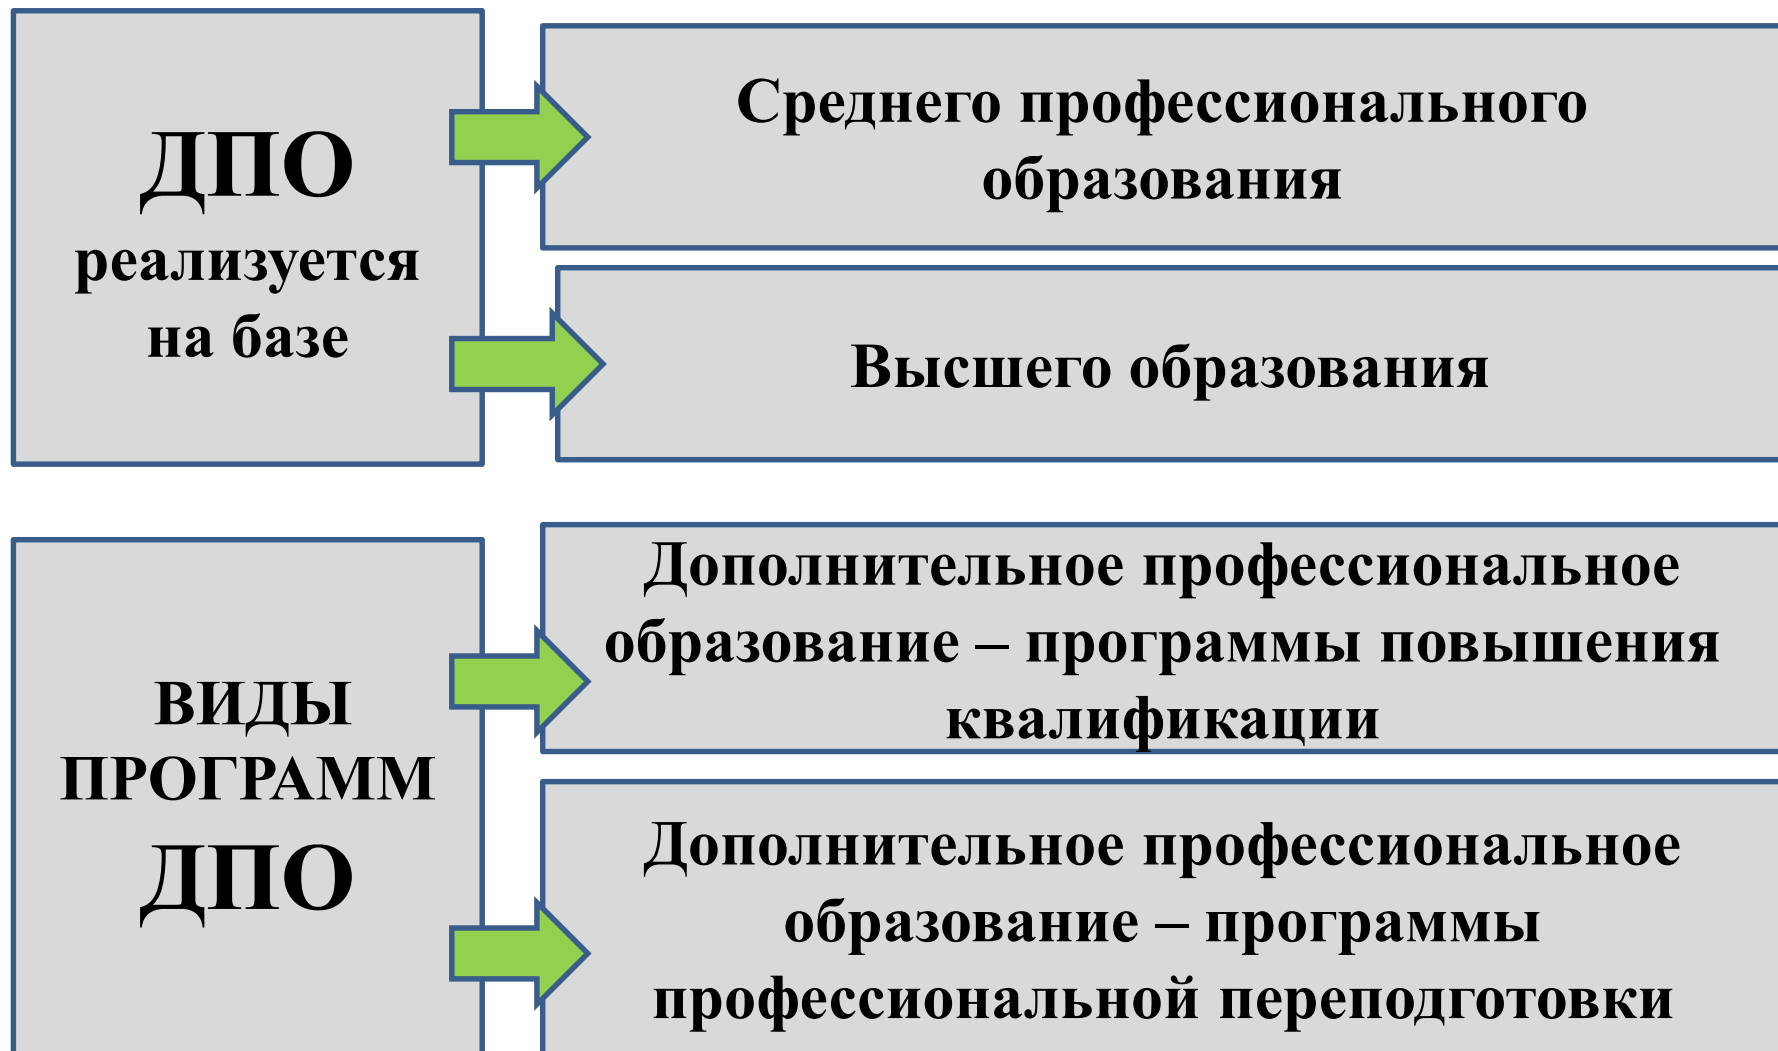 ДПО
реализуется
на базе
Среднего профессионального
образования
Высшего образования
ВИДЫ
ПРОГРАММ
ДПО
Дополнительное профессиональное
образование – программы повышения
квалификации
Дополнительное профессиональное
образование – программы
профессиональной переподготовки